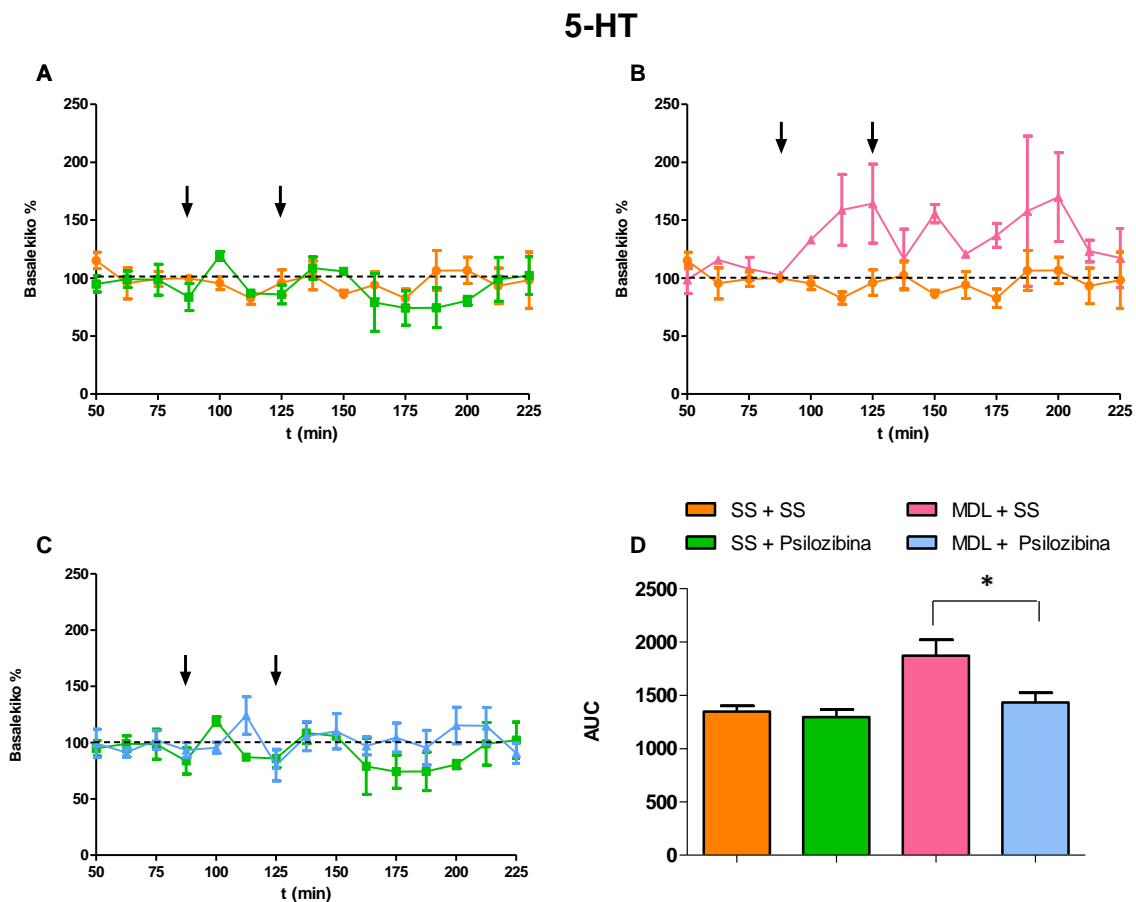 5-HT
A
Basalekiko %
250
200
150
100
50
0
50 75 100 125 150 175 200 225
t (min)
B
Basalekiko %
250
200
150
100
50
0
50 75 100 125 150 175 200 225
t (min)
C
Basalekiko %
250
200
150
100
50
0
50 75 100 125 150 175 200 225
t (min)
SS + SS
MDL + SS
SS + Psilozibina
MDL + Psilozibina
D
AUC
2500
2000
1500
1000
500
0
*